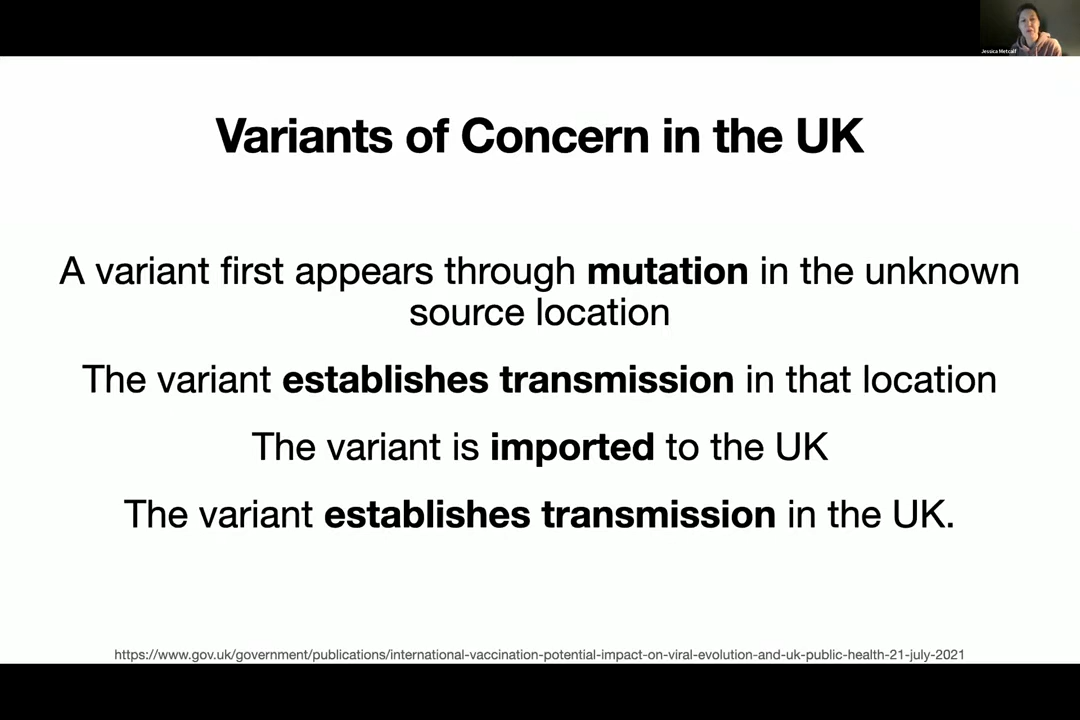 Jessica Metcalf
Variants of Concern in the UK
A variant first appears through mutation in the unknown
source location
The variant establishes transmission in that location
The variant is imported to the UK
The variant establishes transmission in the UK.
https://www.gov.uk/government/publications/international-vaccination-potential-impact-on-viral-evolution-and-uk-public-health-21-july-2021